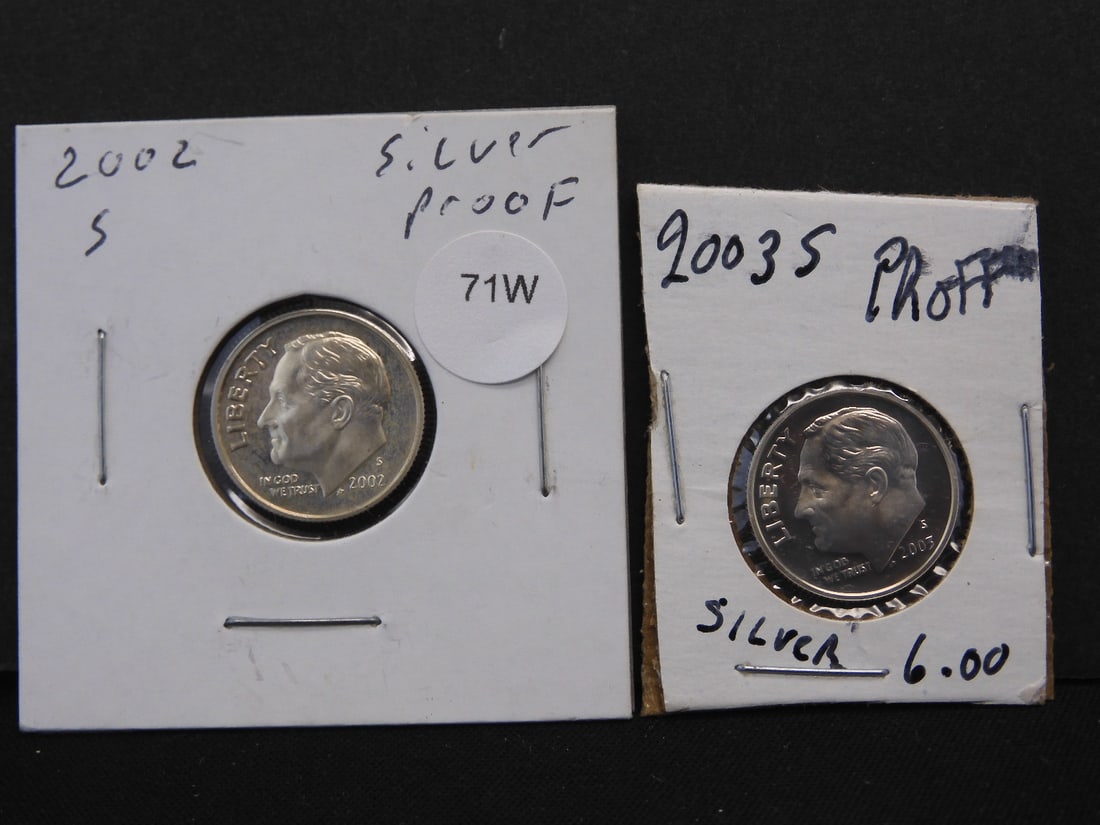 2002
S
Silver
proof
71W
LIBERTY
S
IN GOD
WE TRUST
2002
2003 S
PROFF
LIBERTY
S
IN GOD
WE TRUST
2003
SILVER
6.00